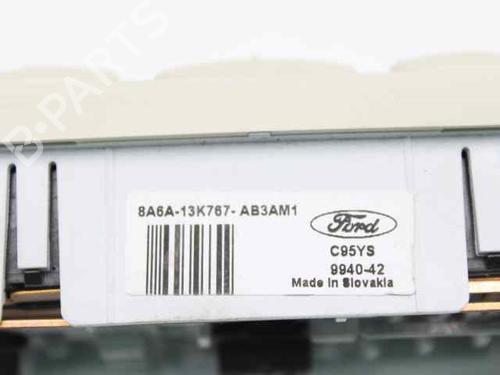 B-PARTS
8A6A-13K767- AB3AM1
Ford
C95YS
9940-42
Made in Slovakia